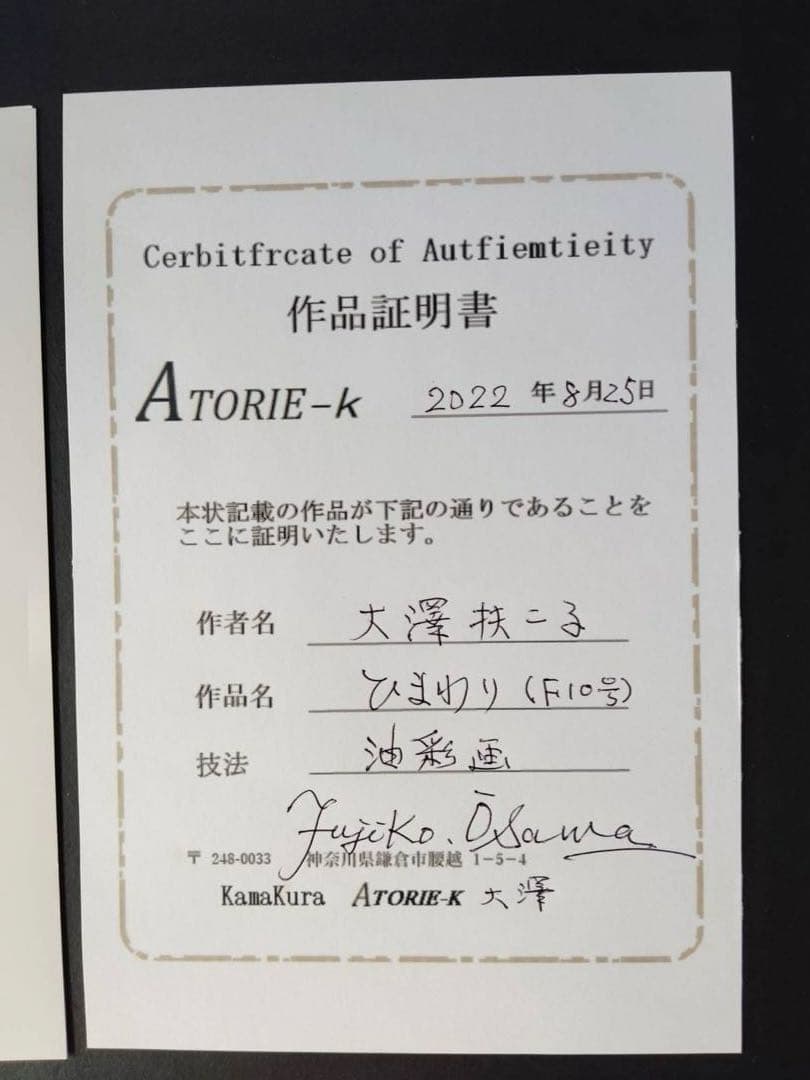 Cerbitfrcate of Autfiemtieity
作品証明書
ATORIE-k 2022年8月25日
本状記載の作品が下記の通りであることを
ここに証明いたします。
作者名 大澤扶二子
作品名 ひまわり(F10号)
技法 油彩画
Fujiko. Ōsawa
〒 248-0033 神奈川県鎌倉市腰越 1-5-4
KamaKura ATORIE-K 大澤